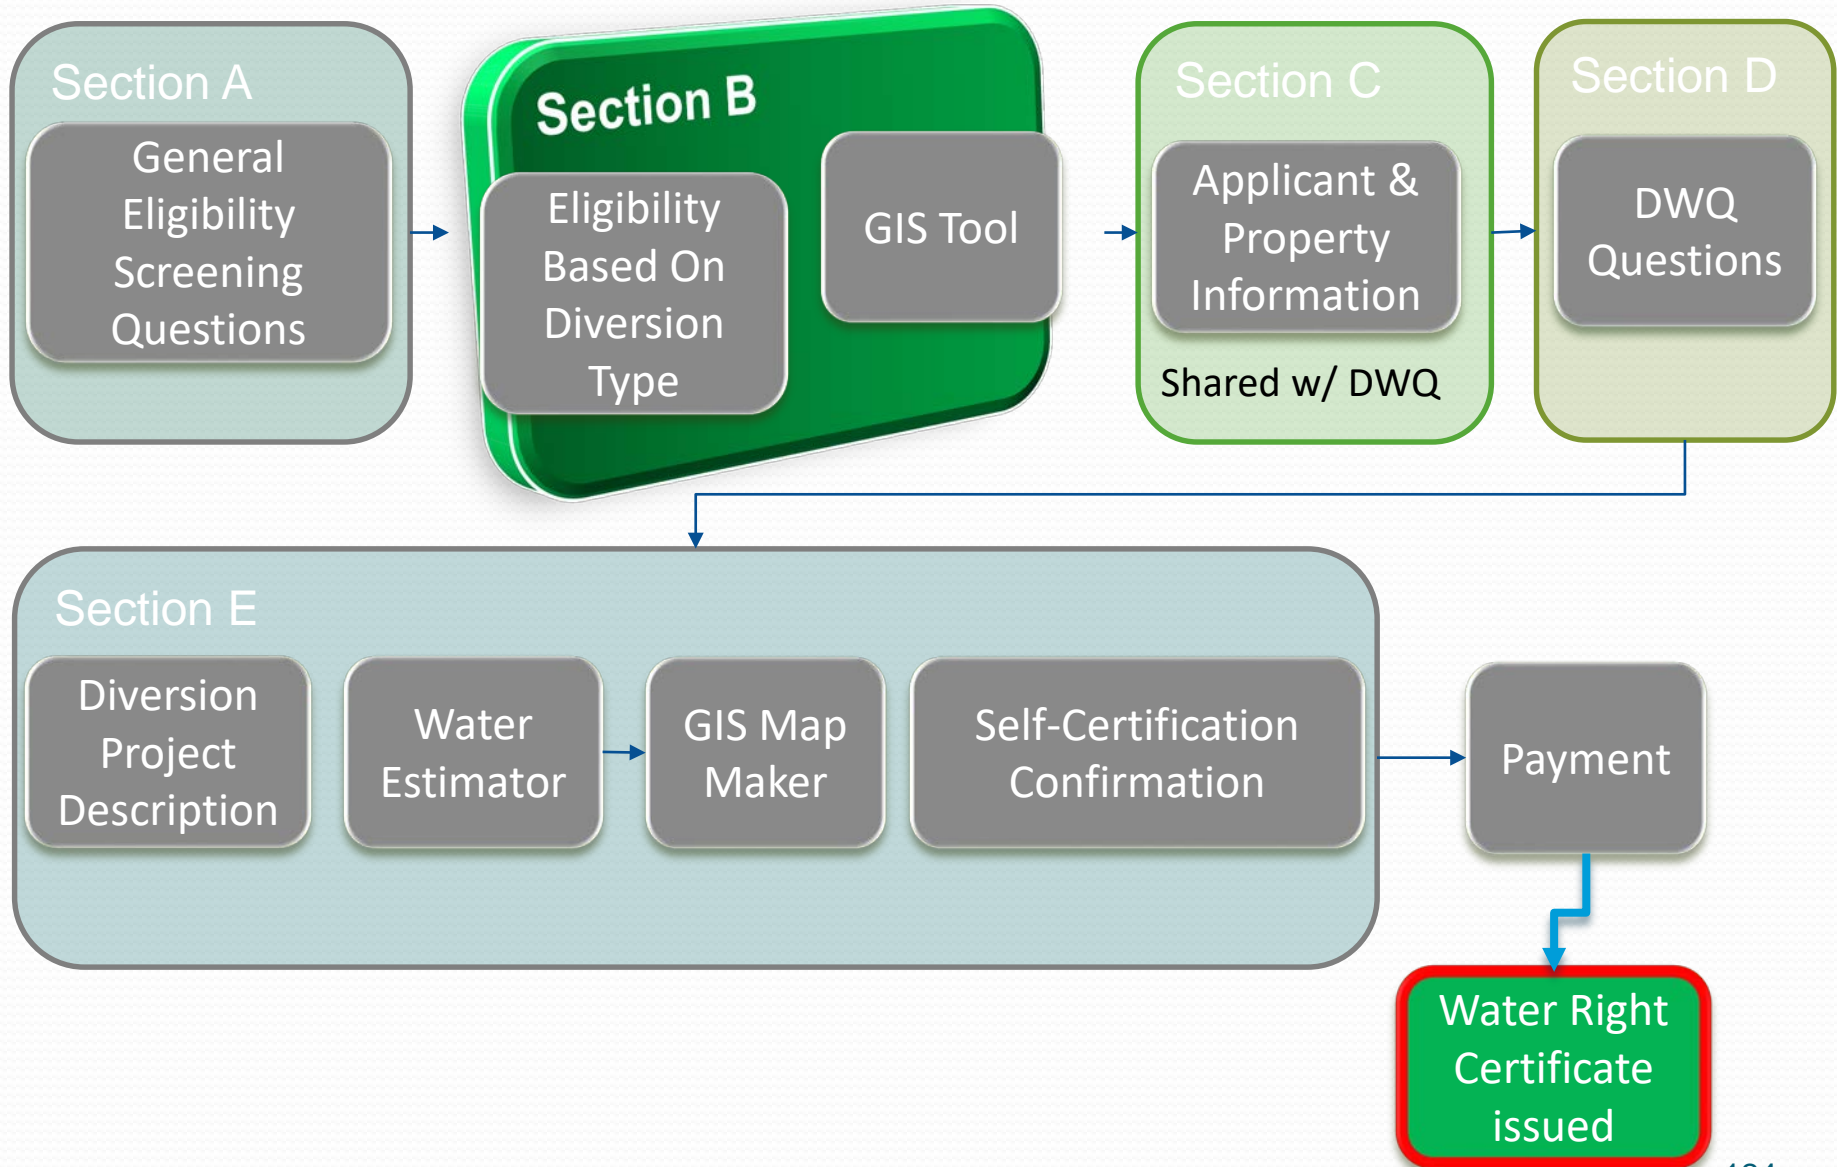 Section A
General
Eligibility
Screening
Questions
Section B
Eligibility
Based On
Diversion
Type
GIS Tool
Section C
Applicant &
Property
Information
Shared w/ DWQ
Section D
DWQ
Questions
Section E
Diversion
Project
Description
Water
Estimator
GIS Map
Maker
Self-Certification
Confirmation
Payment
Water Right
Certificate
issued